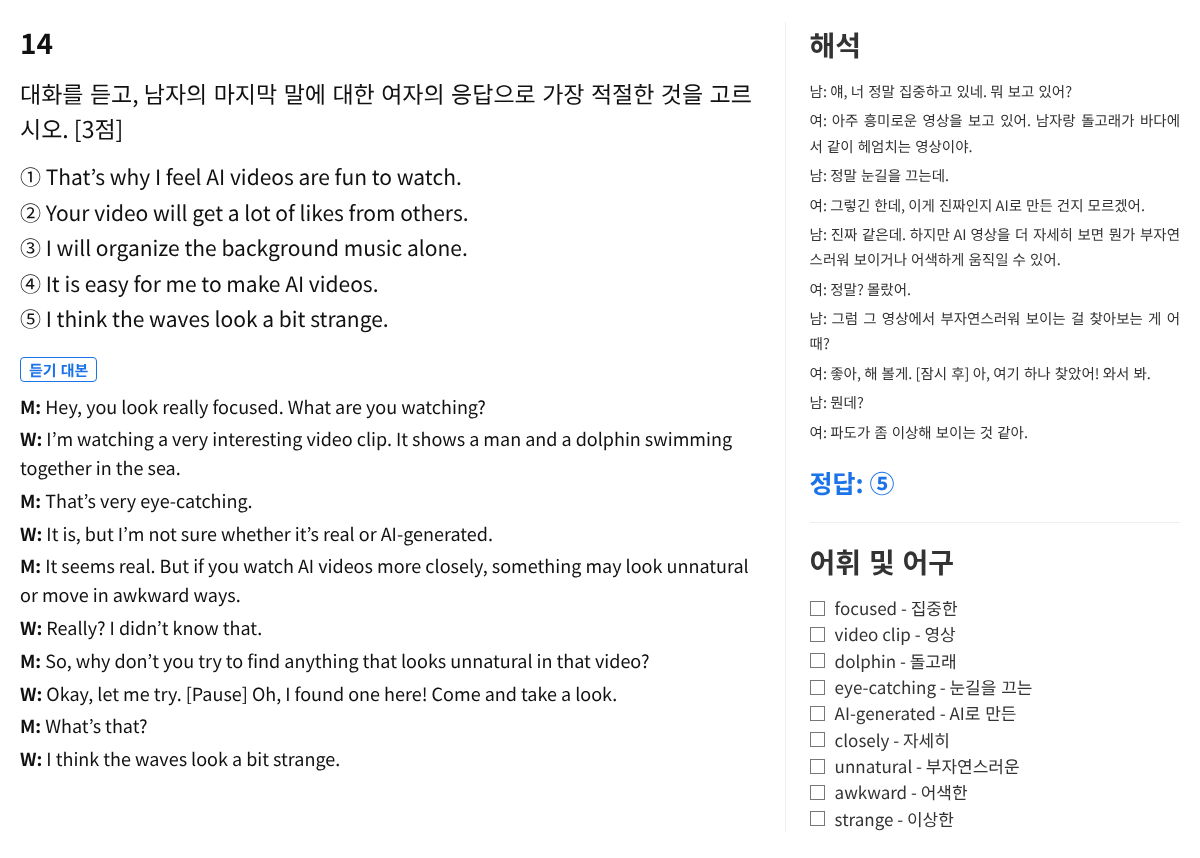 14
대화를 듣고, 남자의 마지막 말에 대한 여자의 응답으로 가장 적절한 것을 고르
시오. [3점]
① That’s why I feel AI videos are fun to watch.
② Your video will get a lot of likes from others.
③ I will organize the background music alone.
④ It is easy for me to make AI videos.
⑤ I think the waves look a bit strange.
듣기 대본
M: Hey, you look really focused. What are you watching?
W: I’m watching a very interesting video clip. It shows a man and a dolphin swimming
together in the sea.
M: That’s very eye-catching.
W: It is, but I’m not sure whether it’s real or AI-generated.
M: It seems real. But if you watch AI videos more closely, something may look unnatural
or move in awkward ways.
W: Really? I didn’t know that.
M: So, why don’t you try to find anything that looks unnatural in that video?
W: Okay, let me try. [Pause] Oh, I found one here! Come and take a look.
M: What’s that?
W: I think the waves look a bit strange.
해석
남: 얘, 너 정말 집중하고 있네. 뭐 보고 있어?
여: 아주 흥미로운 영상을 보고 있어. 남자랑 돌고래가 바다에
서 같이 헤엄치는 영상이야.
남: 정말 눈길을 끄는데.
여: 그렇긴 한데, 이게 진짜인지 AI로 만든 건지 모르겠어.
남: 진짜 같은데. 하지만 AI 영상을 더 자세히 보면 뭔가 부자연
스러워 보이거나 어색하게 움직일 수 있어.
여: 정말? 몰랐어.
남: 그럼 그 영상에서 부자연스러워 보이는 걸 찾아보는 게 어
때?
여: 좋아, 해 볼게. [잠시 후] 아, 여기 하나 찾았어! 와서 봐.
남: 뭔데?
여: 파도가 좀 이상해 보이는 것 같아.
정답: ⑤
어휘 및 어구
□ focused - 집중한
□ video clip - 영상
□ dolphin - 돌고래
□ eye-catching - 눈길을 끄는
□ AI-generated - AI로 만든
□ closely - 자세히
□ unnatural - 부자연스러운
□ awkward - 어색한
□ strange - 이상한